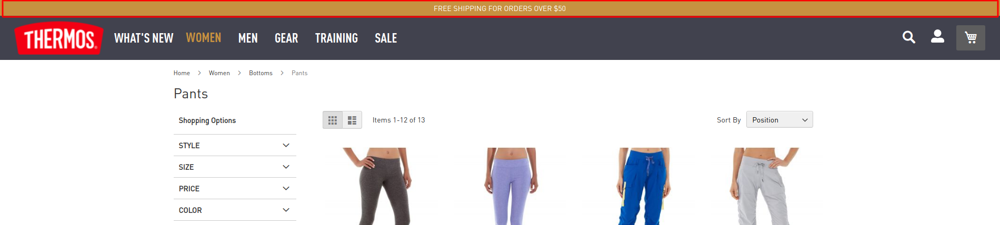 FREE SHIPPING FOR ORDERS OVER $50
THERMOS®
WHAT'S NEW WOMEN MEN GEAR TRAINING SALE
Home > Women > Bottoms > Pants
Pants
Shopping Options
Items 1-12 of 13
Sort By Position
STYLE
SIZE
PRICE
COLOR